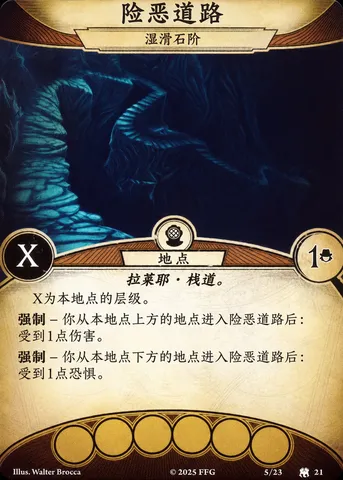 险恶道路
湿滑石阶
地点
X
1
拉莱耶·栈道。
X为本地点的层级。
强制 – 你从本地点上方的地点进入险恶道路后：
受到1点伤害。
强制 – 你从本地点下方的地点进入险恶道路后：
受到1点恐惧。
Illus. Walter Brocca © 2025 FFG 5/23 21